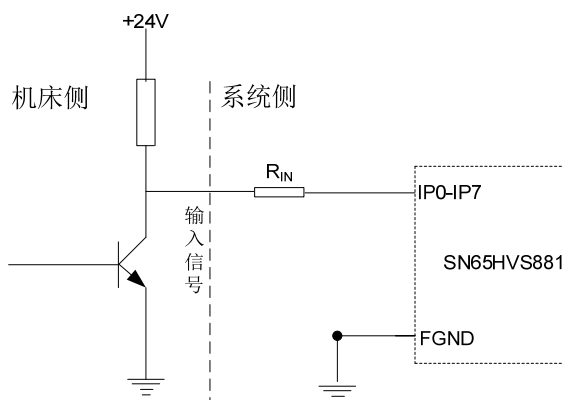 +24V
机床侧
系统侧
RIN
IP0-IP7
输入信号
SN65HVS881
FGND